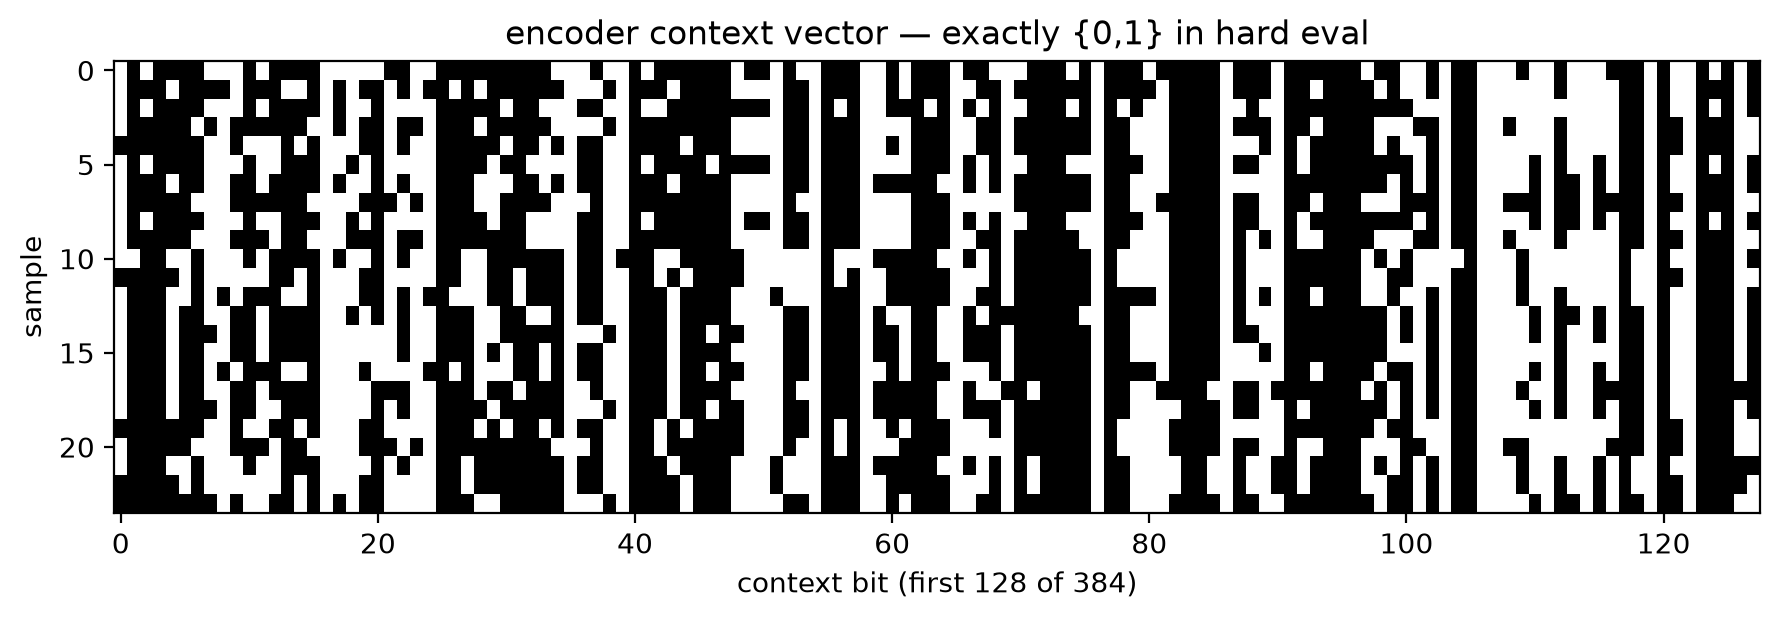 encoder context vector — exactly {0,1} in hard eval
0
5
10
15
20
sample
0 20 40 60 80 100 120
context bit (first 128 of 384)